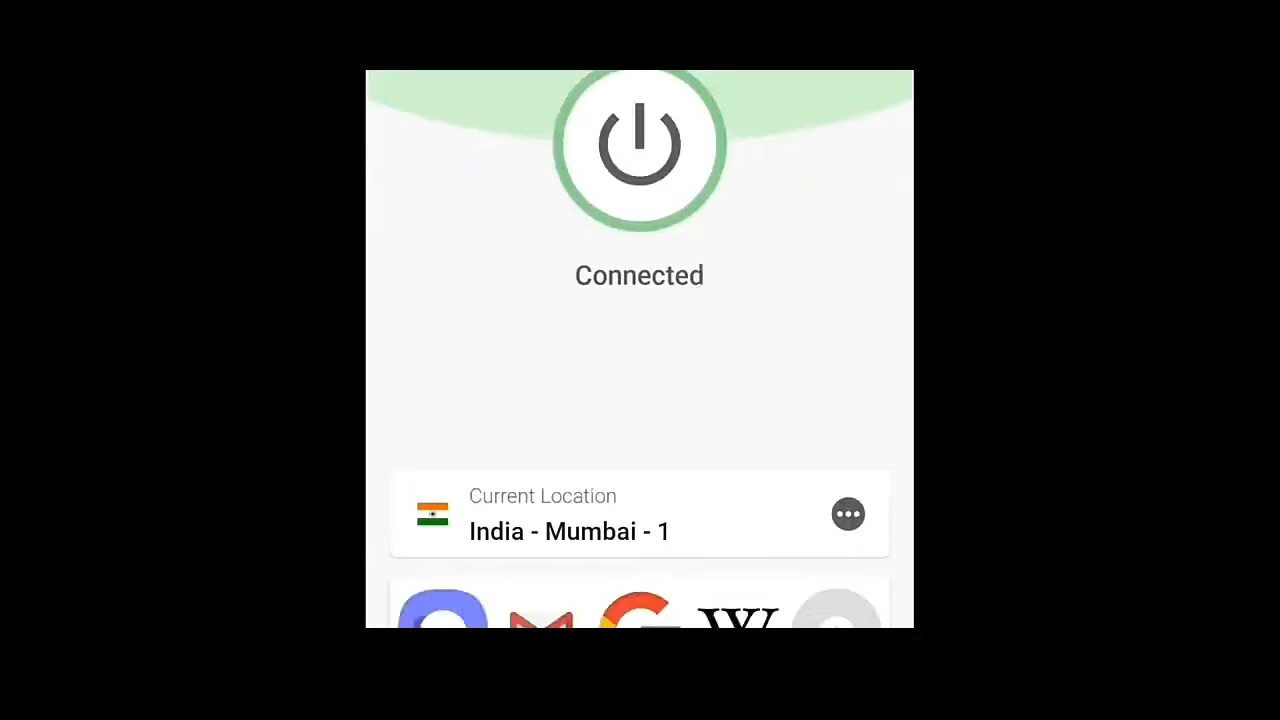 Connected
Current Location
India - Mumbai - 1
W